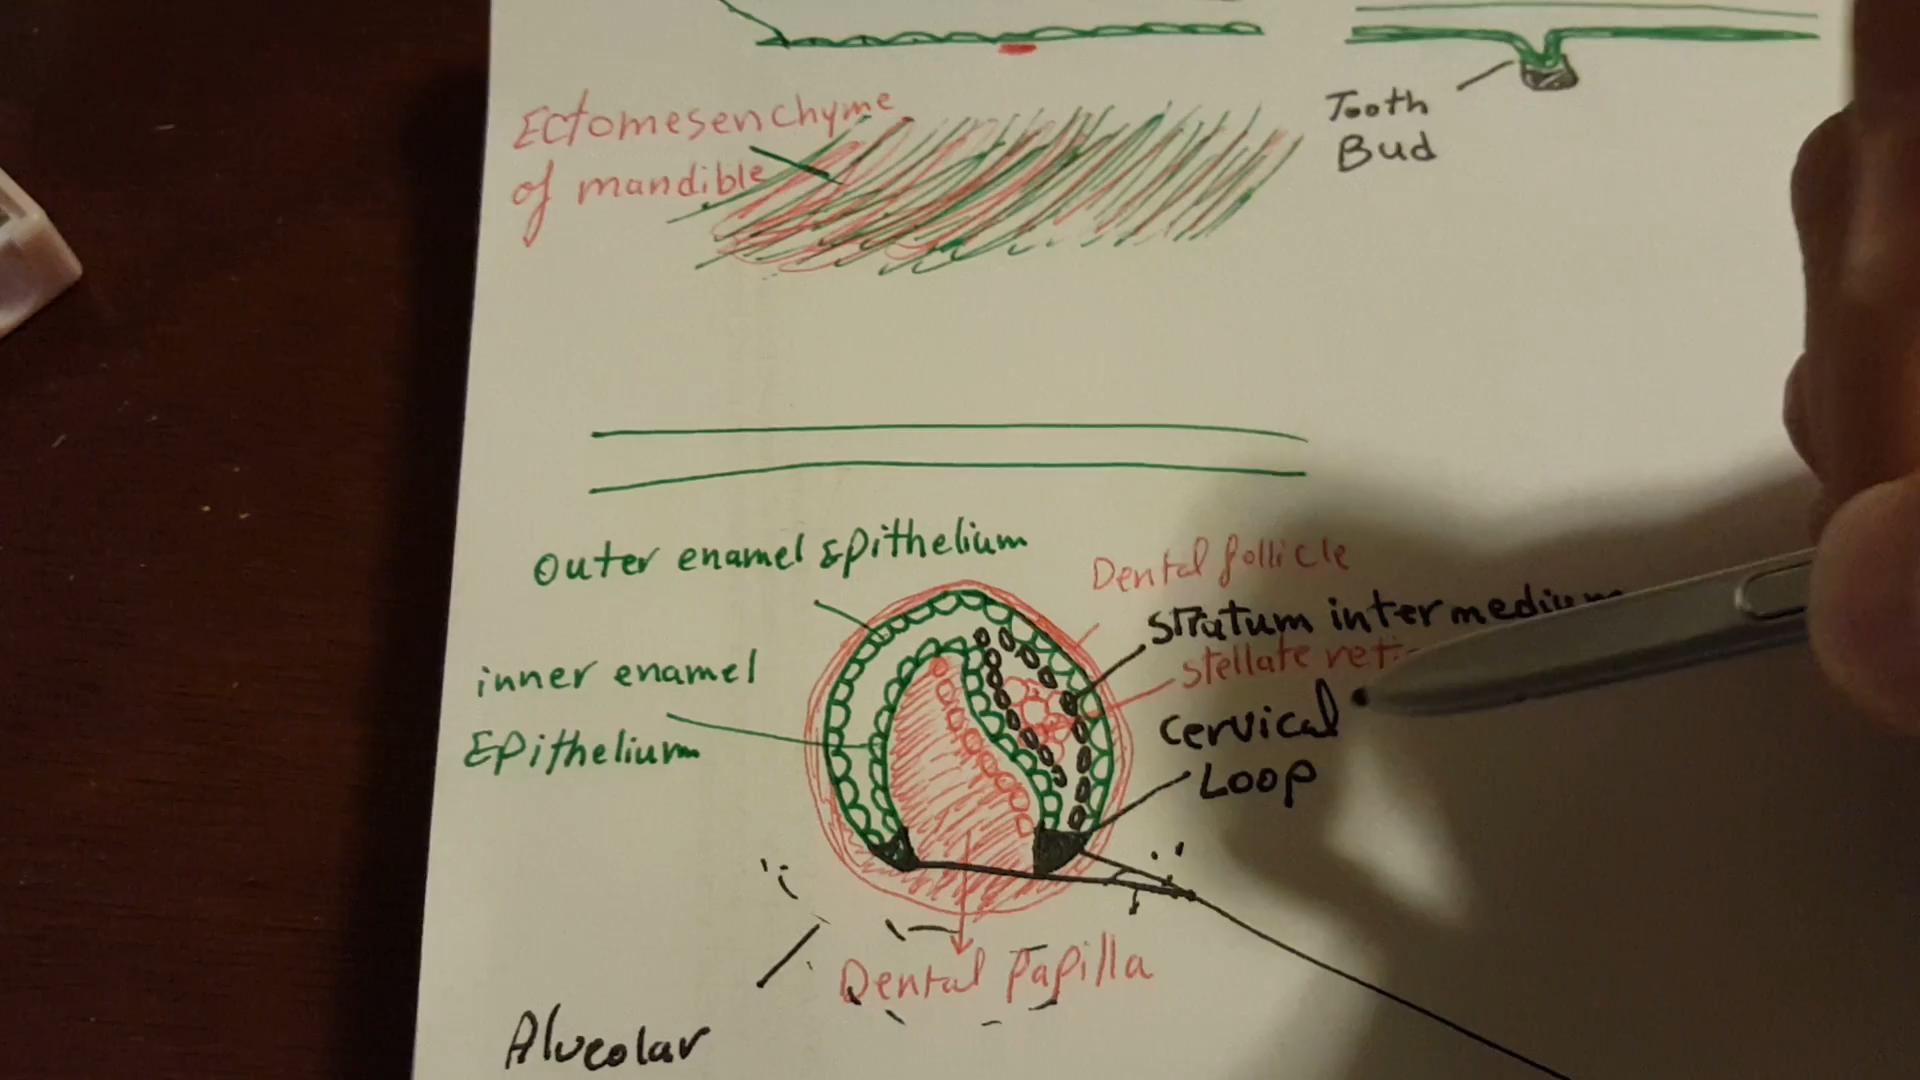 Ectomesenchyme
of mandible
Tooth
Bud
Outer enamel Epithelium
Dental follicle
Stratum intermedium
stellate
inner enamel
Epithelium
Cervical
Loop
Dental Papilla
Alveolar